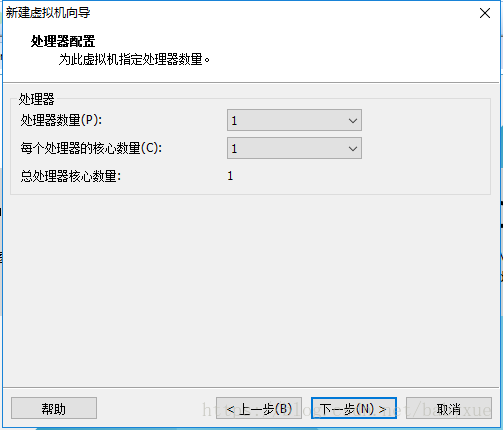 新建虚拟机向导
处理器配置
为此虚拟机指定处理器数量。
处理器
处理器数量(P): 1
每个处理器的核心数量(C): 1
总处理器核心数量: 1
帮助 < 上一步(B) 下一步(N) > 取消